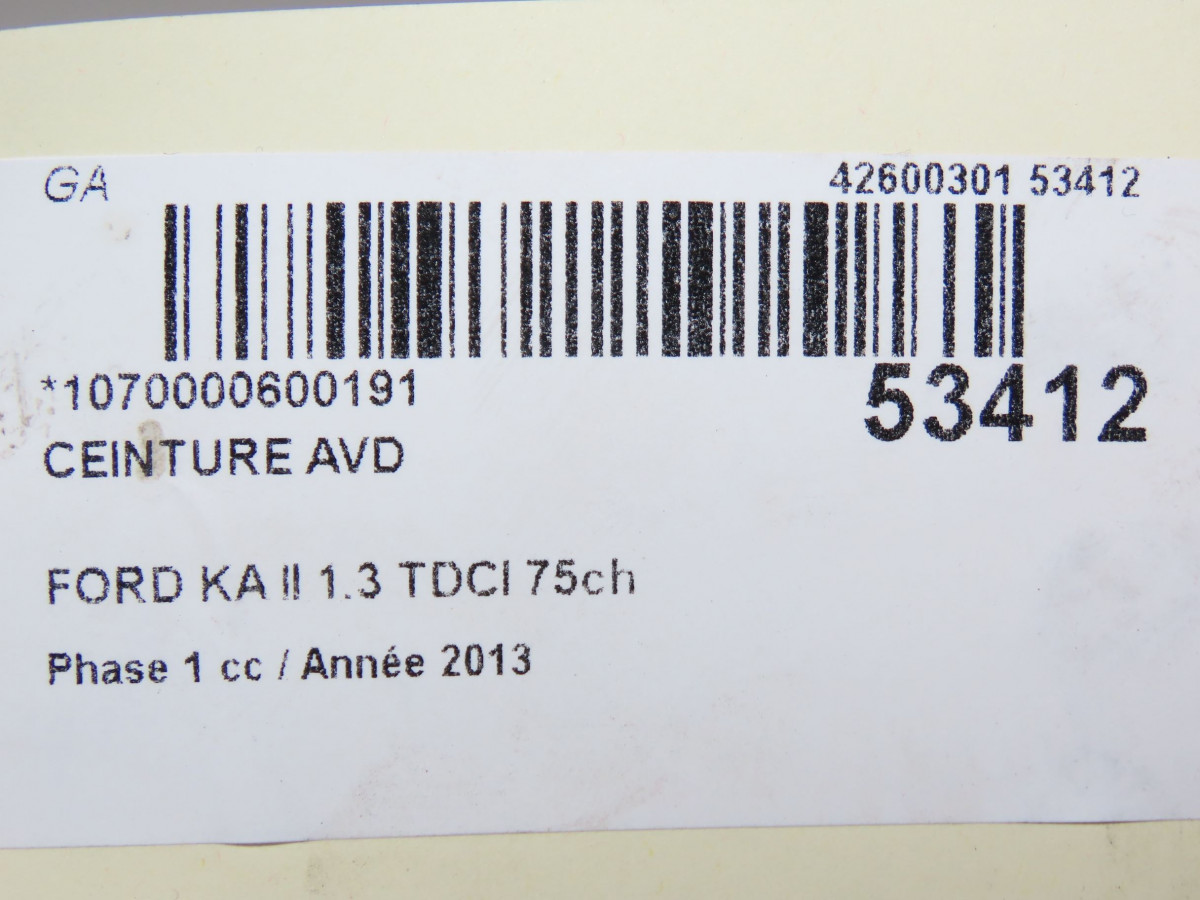 GA
42600301 53412
*1070000600191
53412
CEINTURE AVD
FORD KA II 1.3 TDCI 75ch
Phase 1 cc / Année 2013